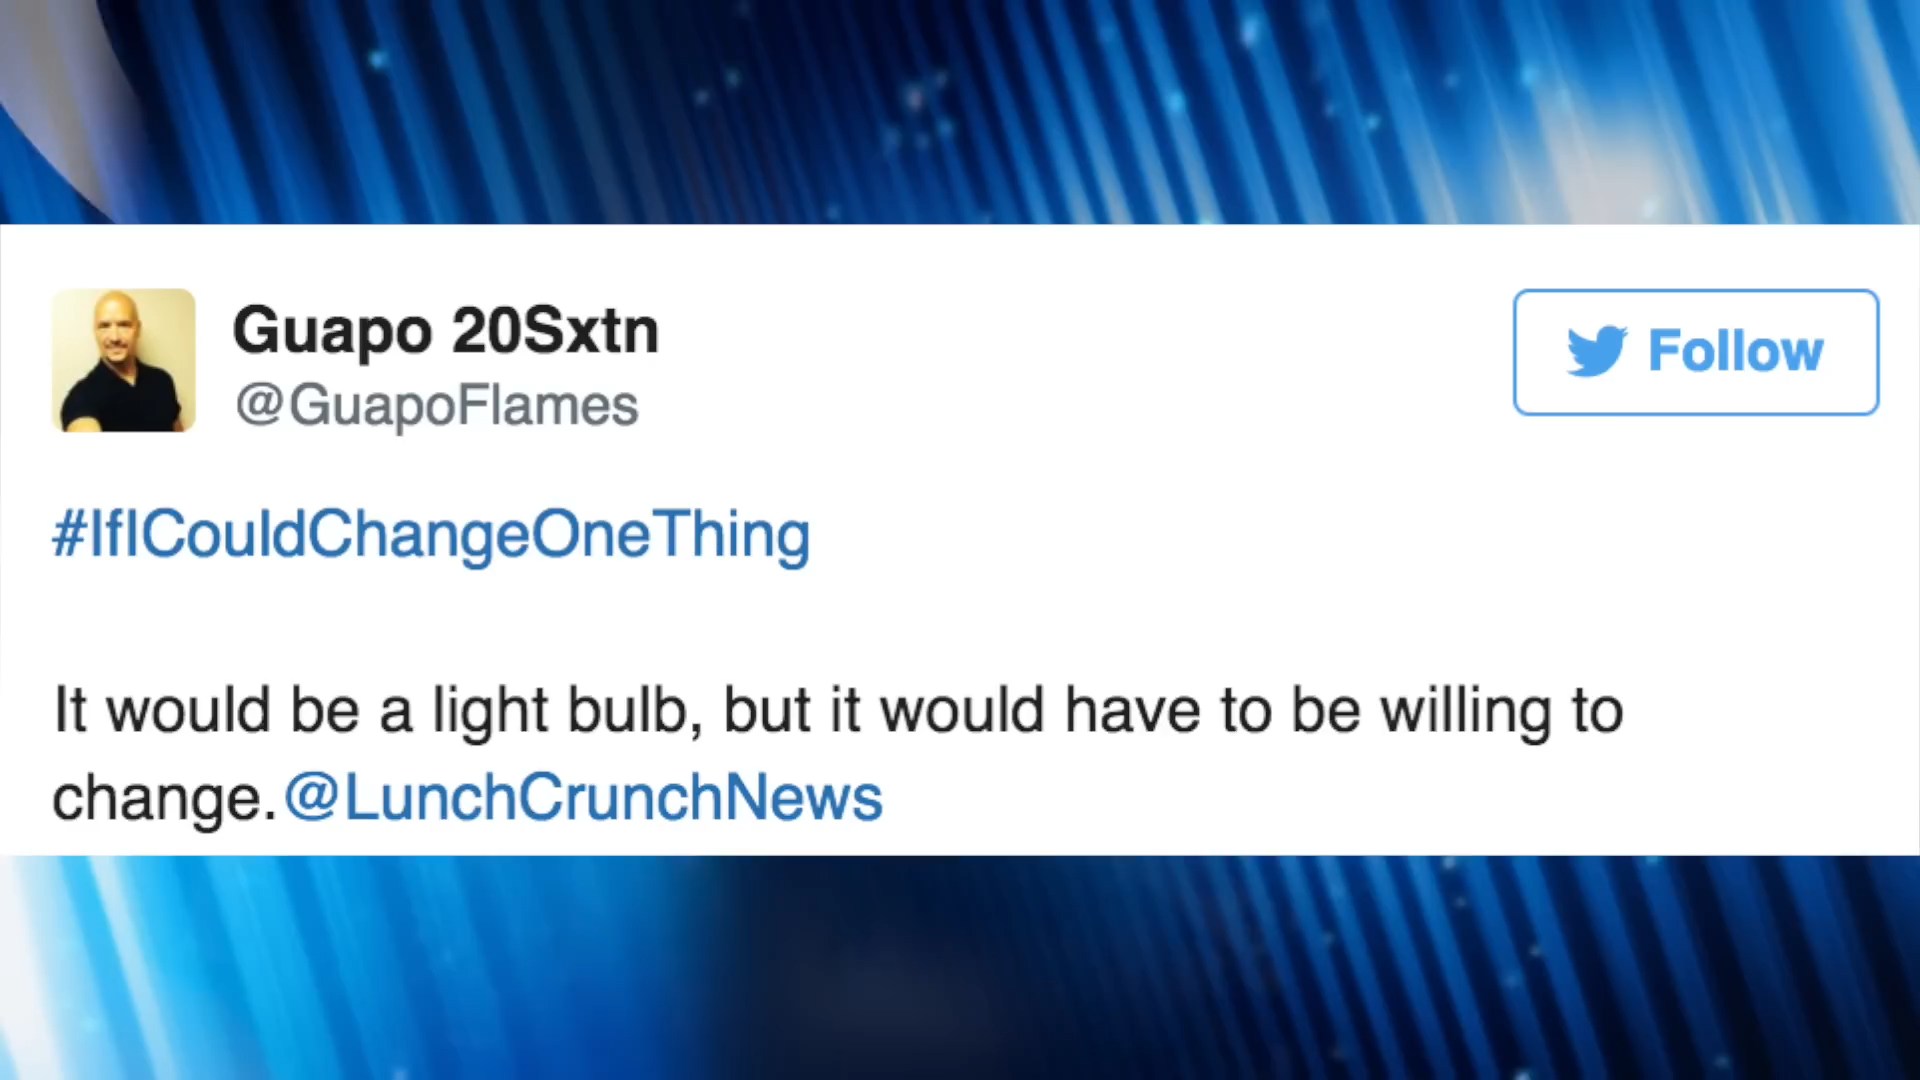 Guapo 20Sxtn
@GuapoFlames
Follow
#IfICouldChangeOneThing
It would be a light bulb, but it would have to be willing to
change.@LunchCrunchNews